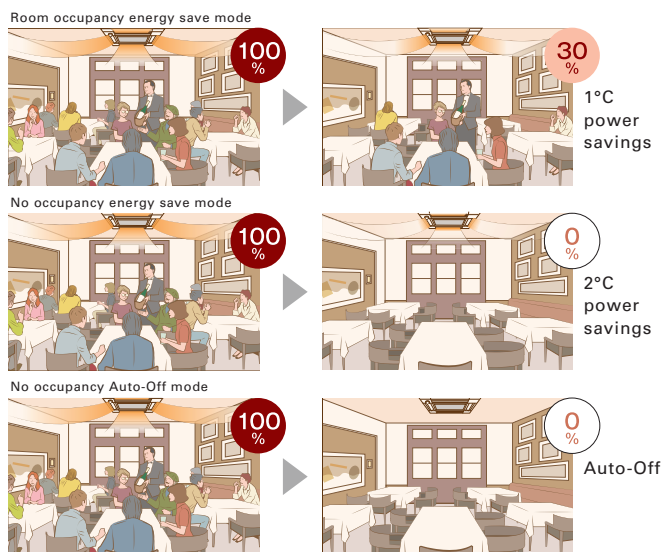 Room occupancy energy save mode
100
%
30
%
1°C
power
savings
No occupancy energy save mode
100
%
0
%
2°C
power
savings
No occupancy Auto-Off mode
100
%
0
%
Auto-Off